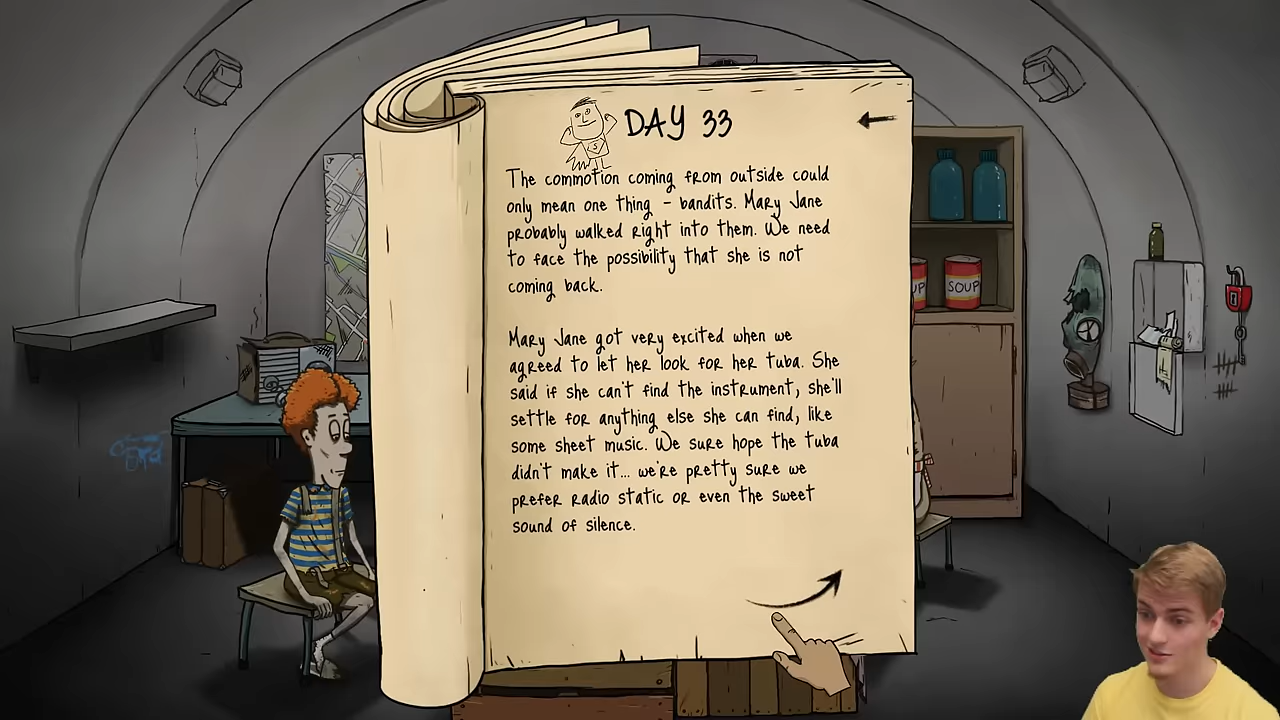 DAY 33
The commotion coming from outside could
only mean one thing - bandits. Mary Jane
probably walked right into them. We need
to face the possibility that she is not
coming back.
Mary Jane got very excited when we
agreed to let her look for her tuba. She
said if she can't find the instrument, she'll
settle for anything else she can find, like
some sheet music. We sure hope the tuba
didn't make it... we're pretty sure we
prefer radio static or even the sweet
sound of silence.
UP
SOUP